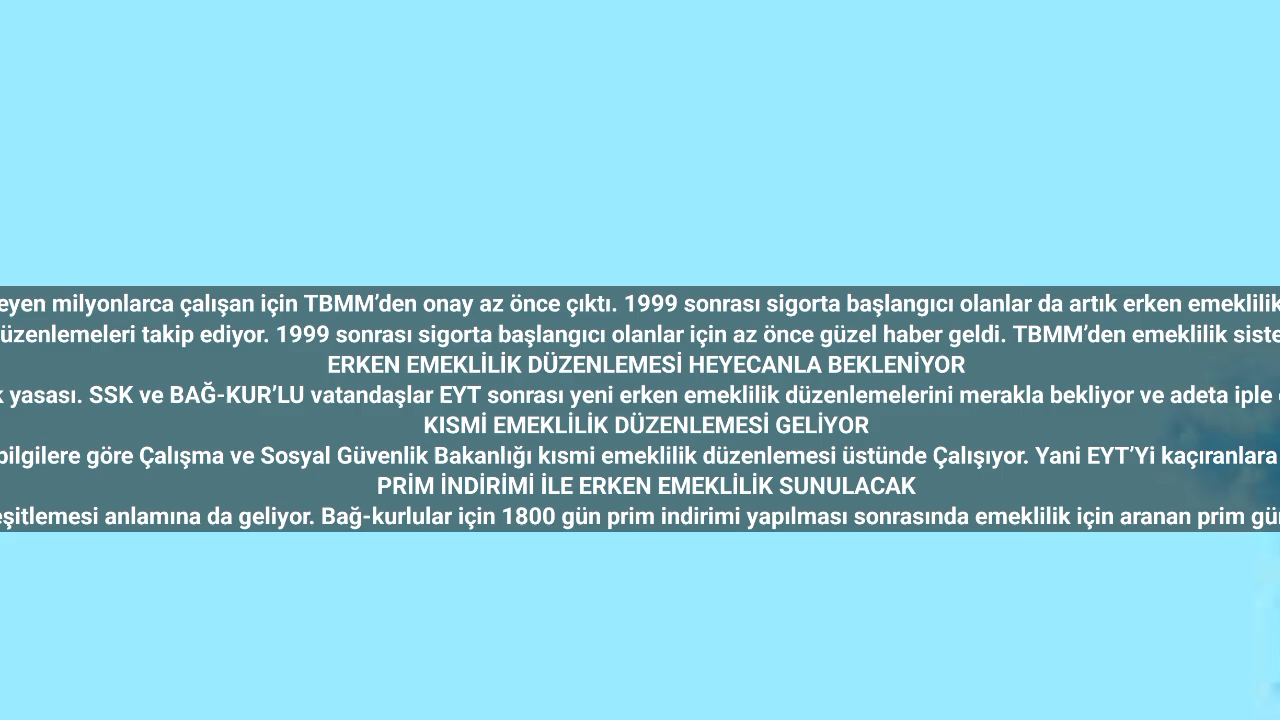 eyen milyonlarca çalışan için TBMM’den onay az önce çıktı. 1999 sonrası sigorta başlangıcı olanlar da artık erken emeklilik
üzenlemeleri takip ediyor. 1999 sonrası sigorta başlangıcı olanlar için az önce güzel haber geldi. TBMM’den emeklilik siste
ERKEN EMEKLİLİK DÜZENLEMESİ HEYECANLA BEKLENİYOR
k yasası. SSK ve BAĞ-KUR’LU vatandaşlar EYT sonrası yeni erken emeklilik düzenlemelerini merakla bekliyor ve adeta iple
KISMİ EMEKLİLİK DÜZENLEMESİ GELİYOR
bilgilere göre Çalışma ve Sosyal Güvenlik Bakanlığı kısmi emeklilik düzenlemesi üstünde Çalışıyor. Yani EYT’Yi kaçıranlara
PRİM İNDİRİMİ İLE ERKEN EMEKLİLİK SUNULACAK
eşitlemesi anlamına da geliyor. Bağ-kurlular için 1800 gün prim indirimi yapılması sonrasında emeklilik için aranan prim gü